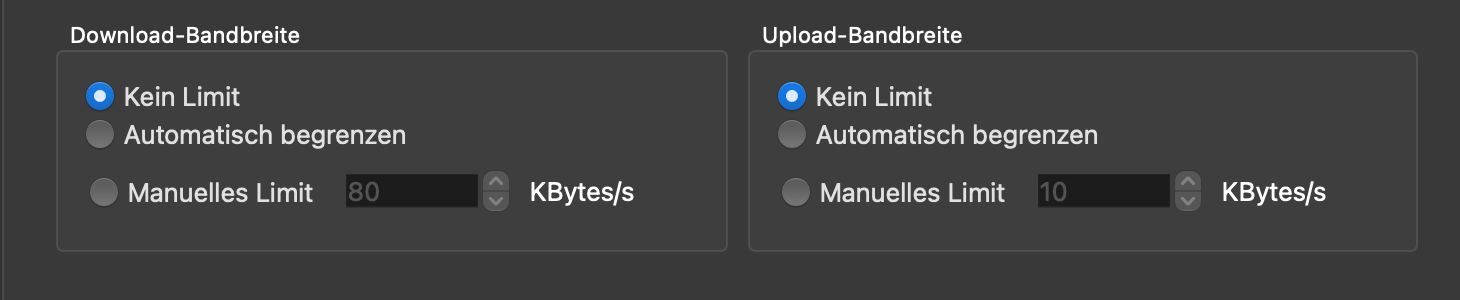 Download-Bandbreite
Kein Limit
Automatisch begrenzen
Manuelles Limit 80 KBytes/s
Upload-Bandbreite
Kein Limit
Automatisch begrenzen
Manuelles Limit 10 KBytes/s